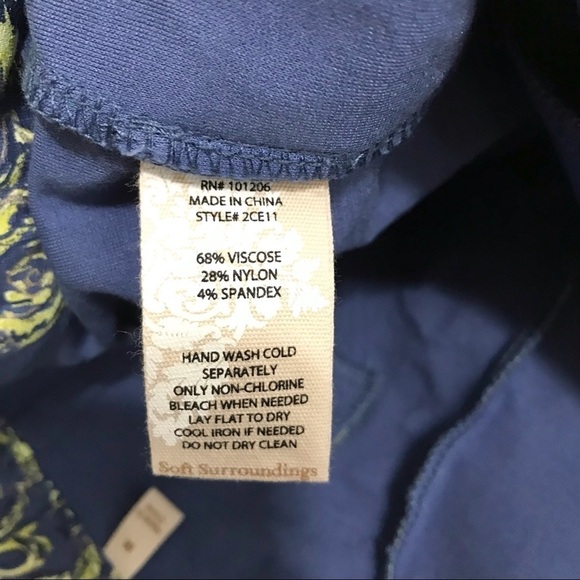 RN# 101206
MADE IN CHINA
STYLE# 2CE11
68% VISCOSE
28% NYLON
4% SPANDEX
HAND WASH COLD
SEPARATELY
ONLY NON-CHLORINE
BLEACH WHEN NEEDED
LAY FLAT TO DRY
COOL IRON IF NEEDED
DO NOT DRY CLEAN
Soft Surroundings